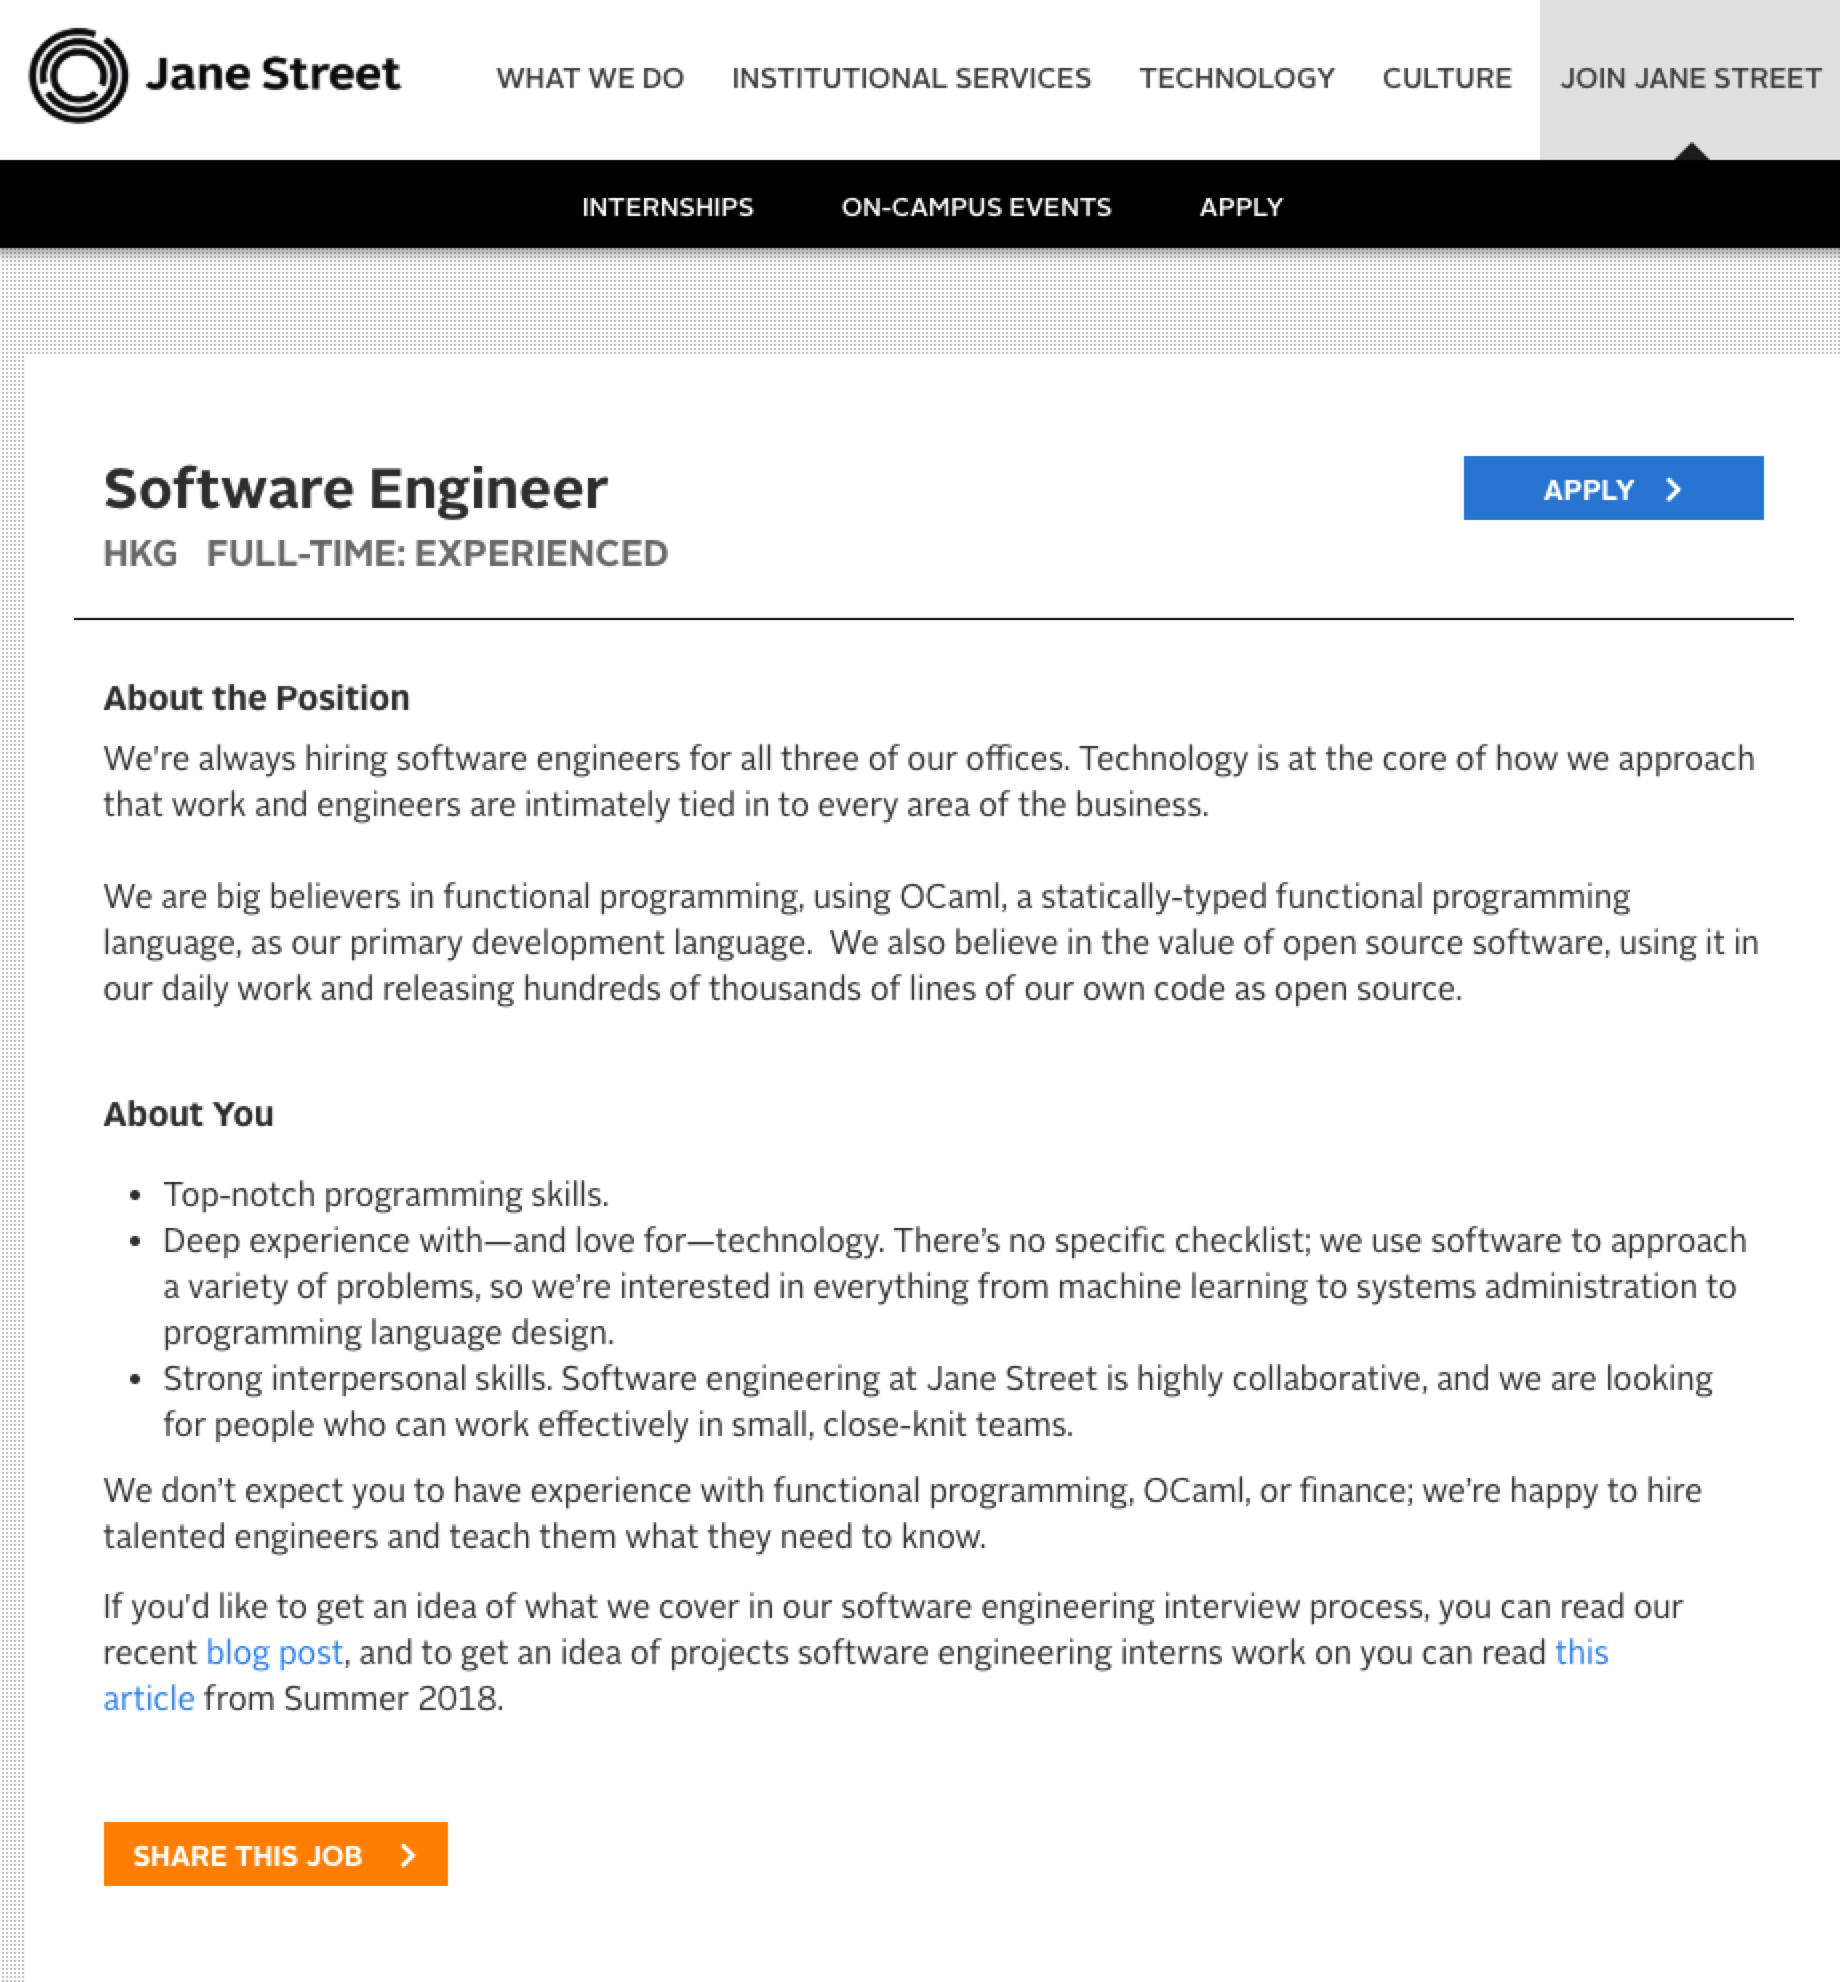 Jane Street
WHAT WE DO
INSTITUTIONAL SERVICES
TECHNOLOGY
CULTURE
JOIN JANE STREET
INTERNSHIPS
ON-CAMPUS EVENTS
APPLY
Software Engineer
APPLY
HKG FULL-TIME: EXPERIENCED
About the Position
We're always hiring software engineers for all three of our offices. Technology is at the core of how we approach
that work and engineers are intimately tied in to every area of the business.
We are big believers in functional programming, using OCaml, a statically-typed functional programming
language, as our primary development language.  We also believe in the value of open source software, using it in
our daily work and releasing hundreds of thousands of lines of our own code as open source.
About You
• Top-notch programming skills.
• Deep experience with—and love for—technology. There’s no specific checklist; we use software to approach
a variety of problems, so we’re interested in everything from machine learning to systems administration to
programming language design.
• Strong interpersonal skills. Software engineering at Jane Street is highly collaborative, and we are looking
for people who can work effectively in small, close-knit teams.
We don’t expect you to have experience with functional programming, OCaml, or finance; we’re happy to hire
talented engineers and teach them what they need to know.
If you'd like to get an idea of what we cover in our software engineering interview process, you can read our
recent blog post, and to get an idea of projects software engineering interns work on you can read this
article from Summer 2018.
SHARE THIS JOB